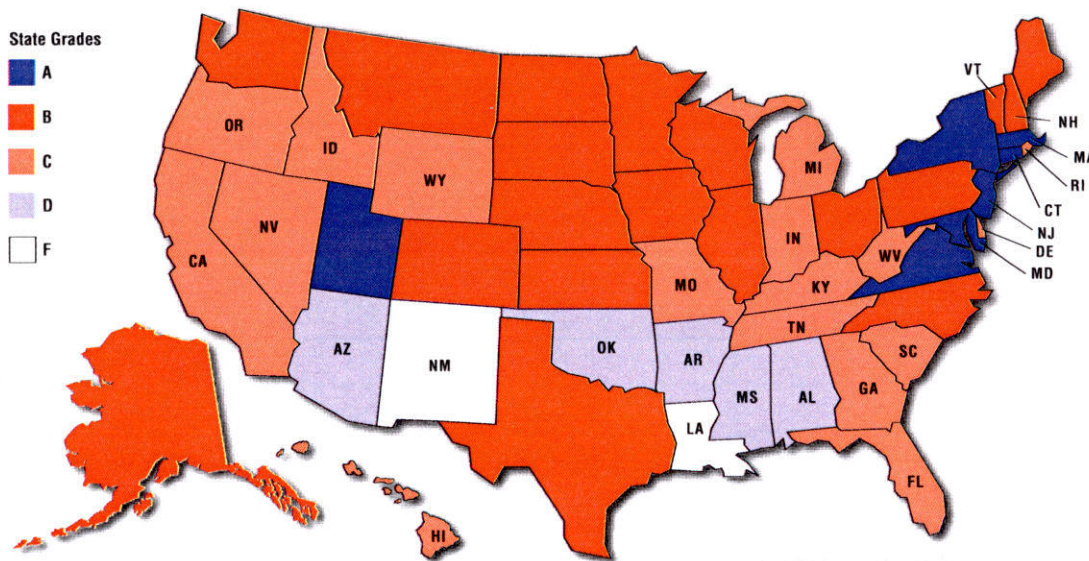 State Grades
A
B
C
D
F
VT
NH
MA
RI
CT
NJ
DE
MD
OR
ID
WY
MI
NV
CA
IN
WV
MO
KY
TN
AZ
NM
OK
AR
SC
MS
AL
GA
LA
FL
HI